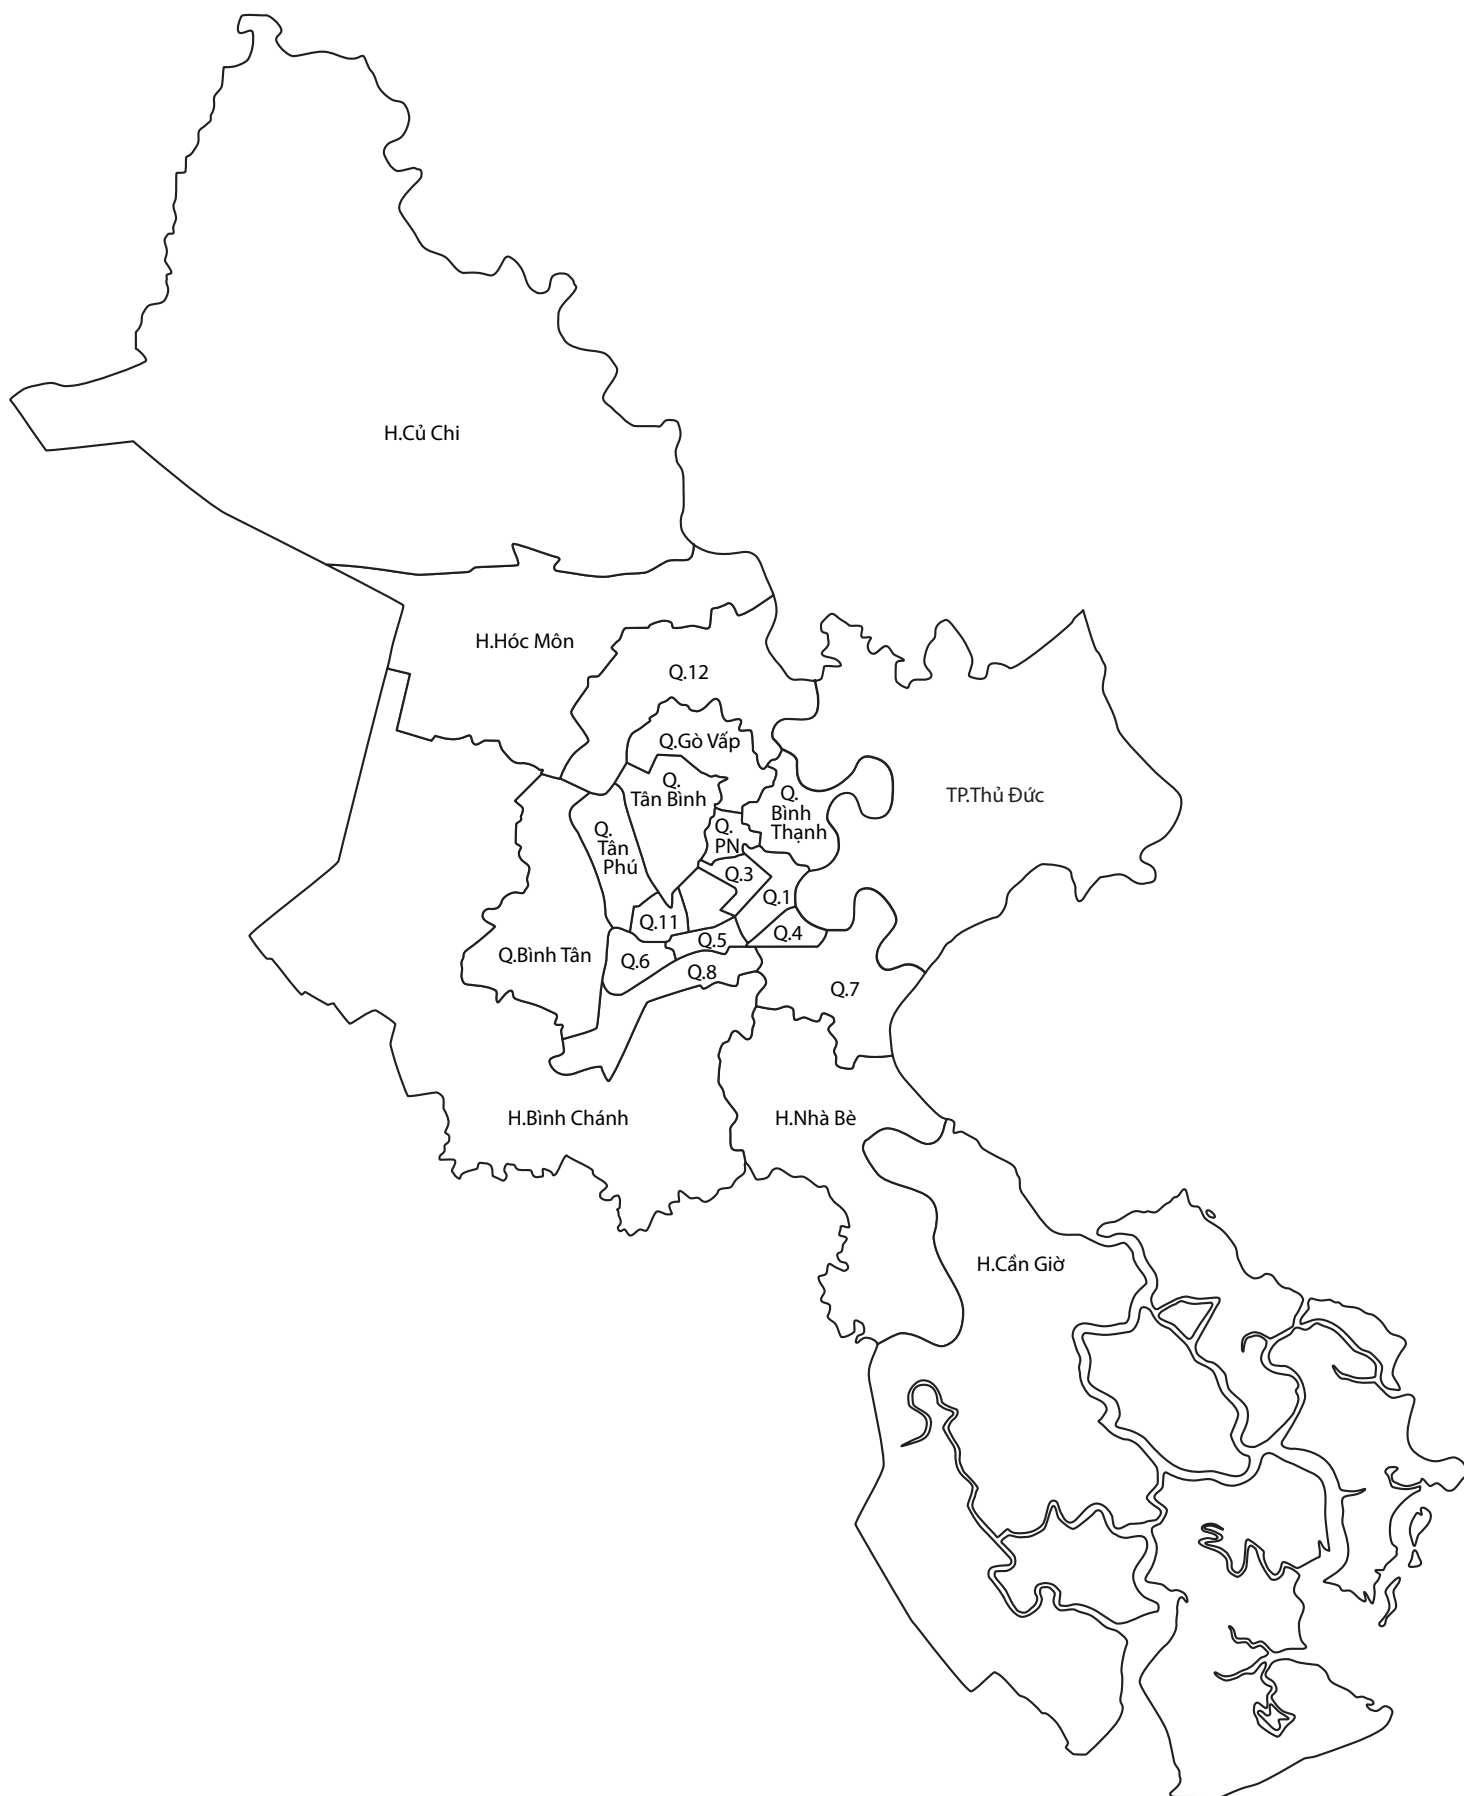 H.Củ Chi
H.Hóc Môn
Q.12
Q.Gò Vấp
Q.
Tân Bình
Q.
Bình
Thạnh
TP.Thủ Đức
Q.
Tân
Phú
Q.
PN
Q.3
Q.1
Q.11
Q.4
Q.5
Q.Bình Tân
Q.6
Q.8
Q.7
H.Bình Chánh
H.Nhà Bè
H.Cần Giờ